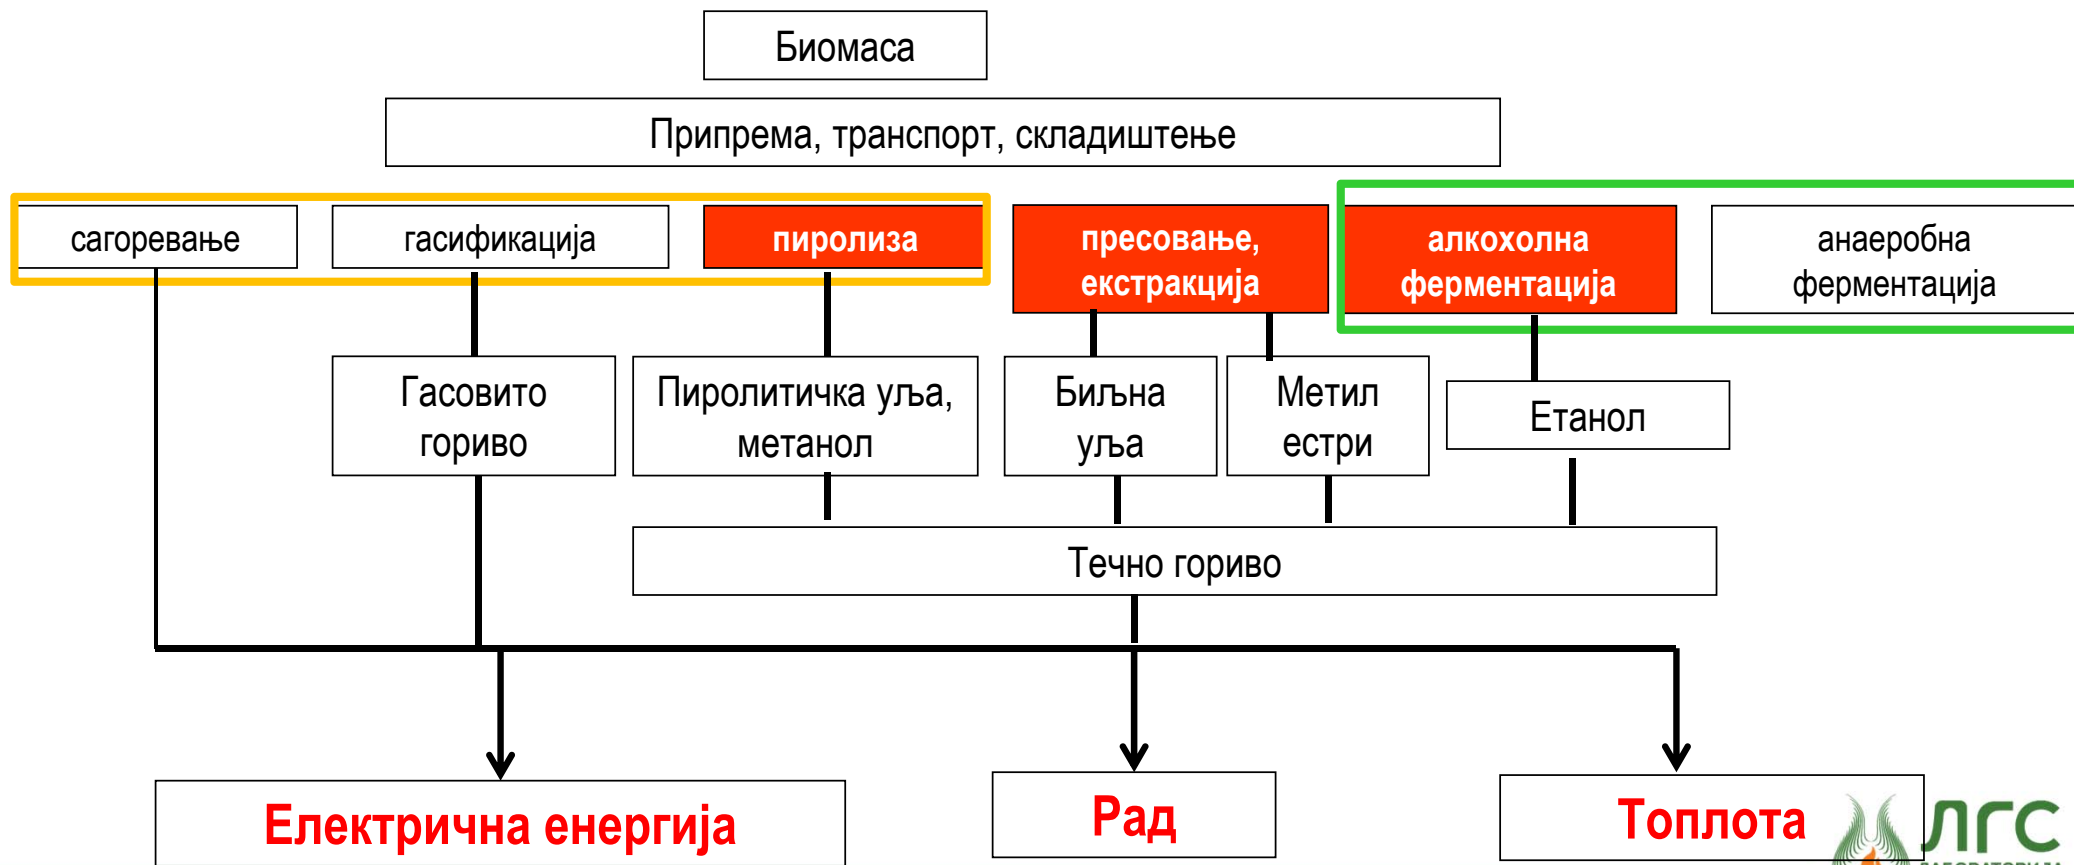 Биомаса
Припрема, транспорт, складиштење
сагоревање
гасификација
пиролиза
пресовање,
екстракција
алкохолна
ферментација
анаеробна
ферментација
Гасовито
гориво
Пиролитичка уља,
метанол
Биљна
уља
Метил
естри
Етанол
Течно гориво
Електрична енергија
Рад
Топлота
ЛГС
ЛАБОРАТОРИЈА